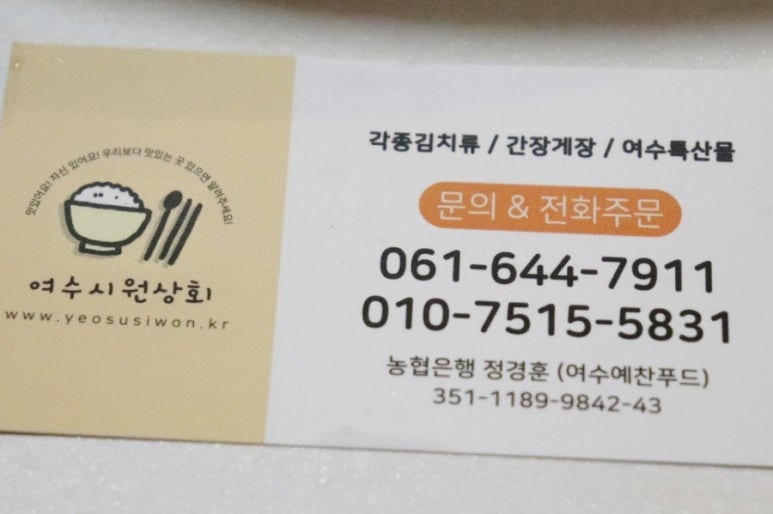 맛있어요! 자신 있어요! 우리보다 맛있는 곳 있으면 알려주세요!
여수시원상회
www.yeosusiwon.kr
각종김치류 / 간장게장 / 여수특산물
문의 & 전화주문
061-644-7911
010-7515-5831
농협은행 정경훈 (여수예찬푸드)
351-1189-9842-43